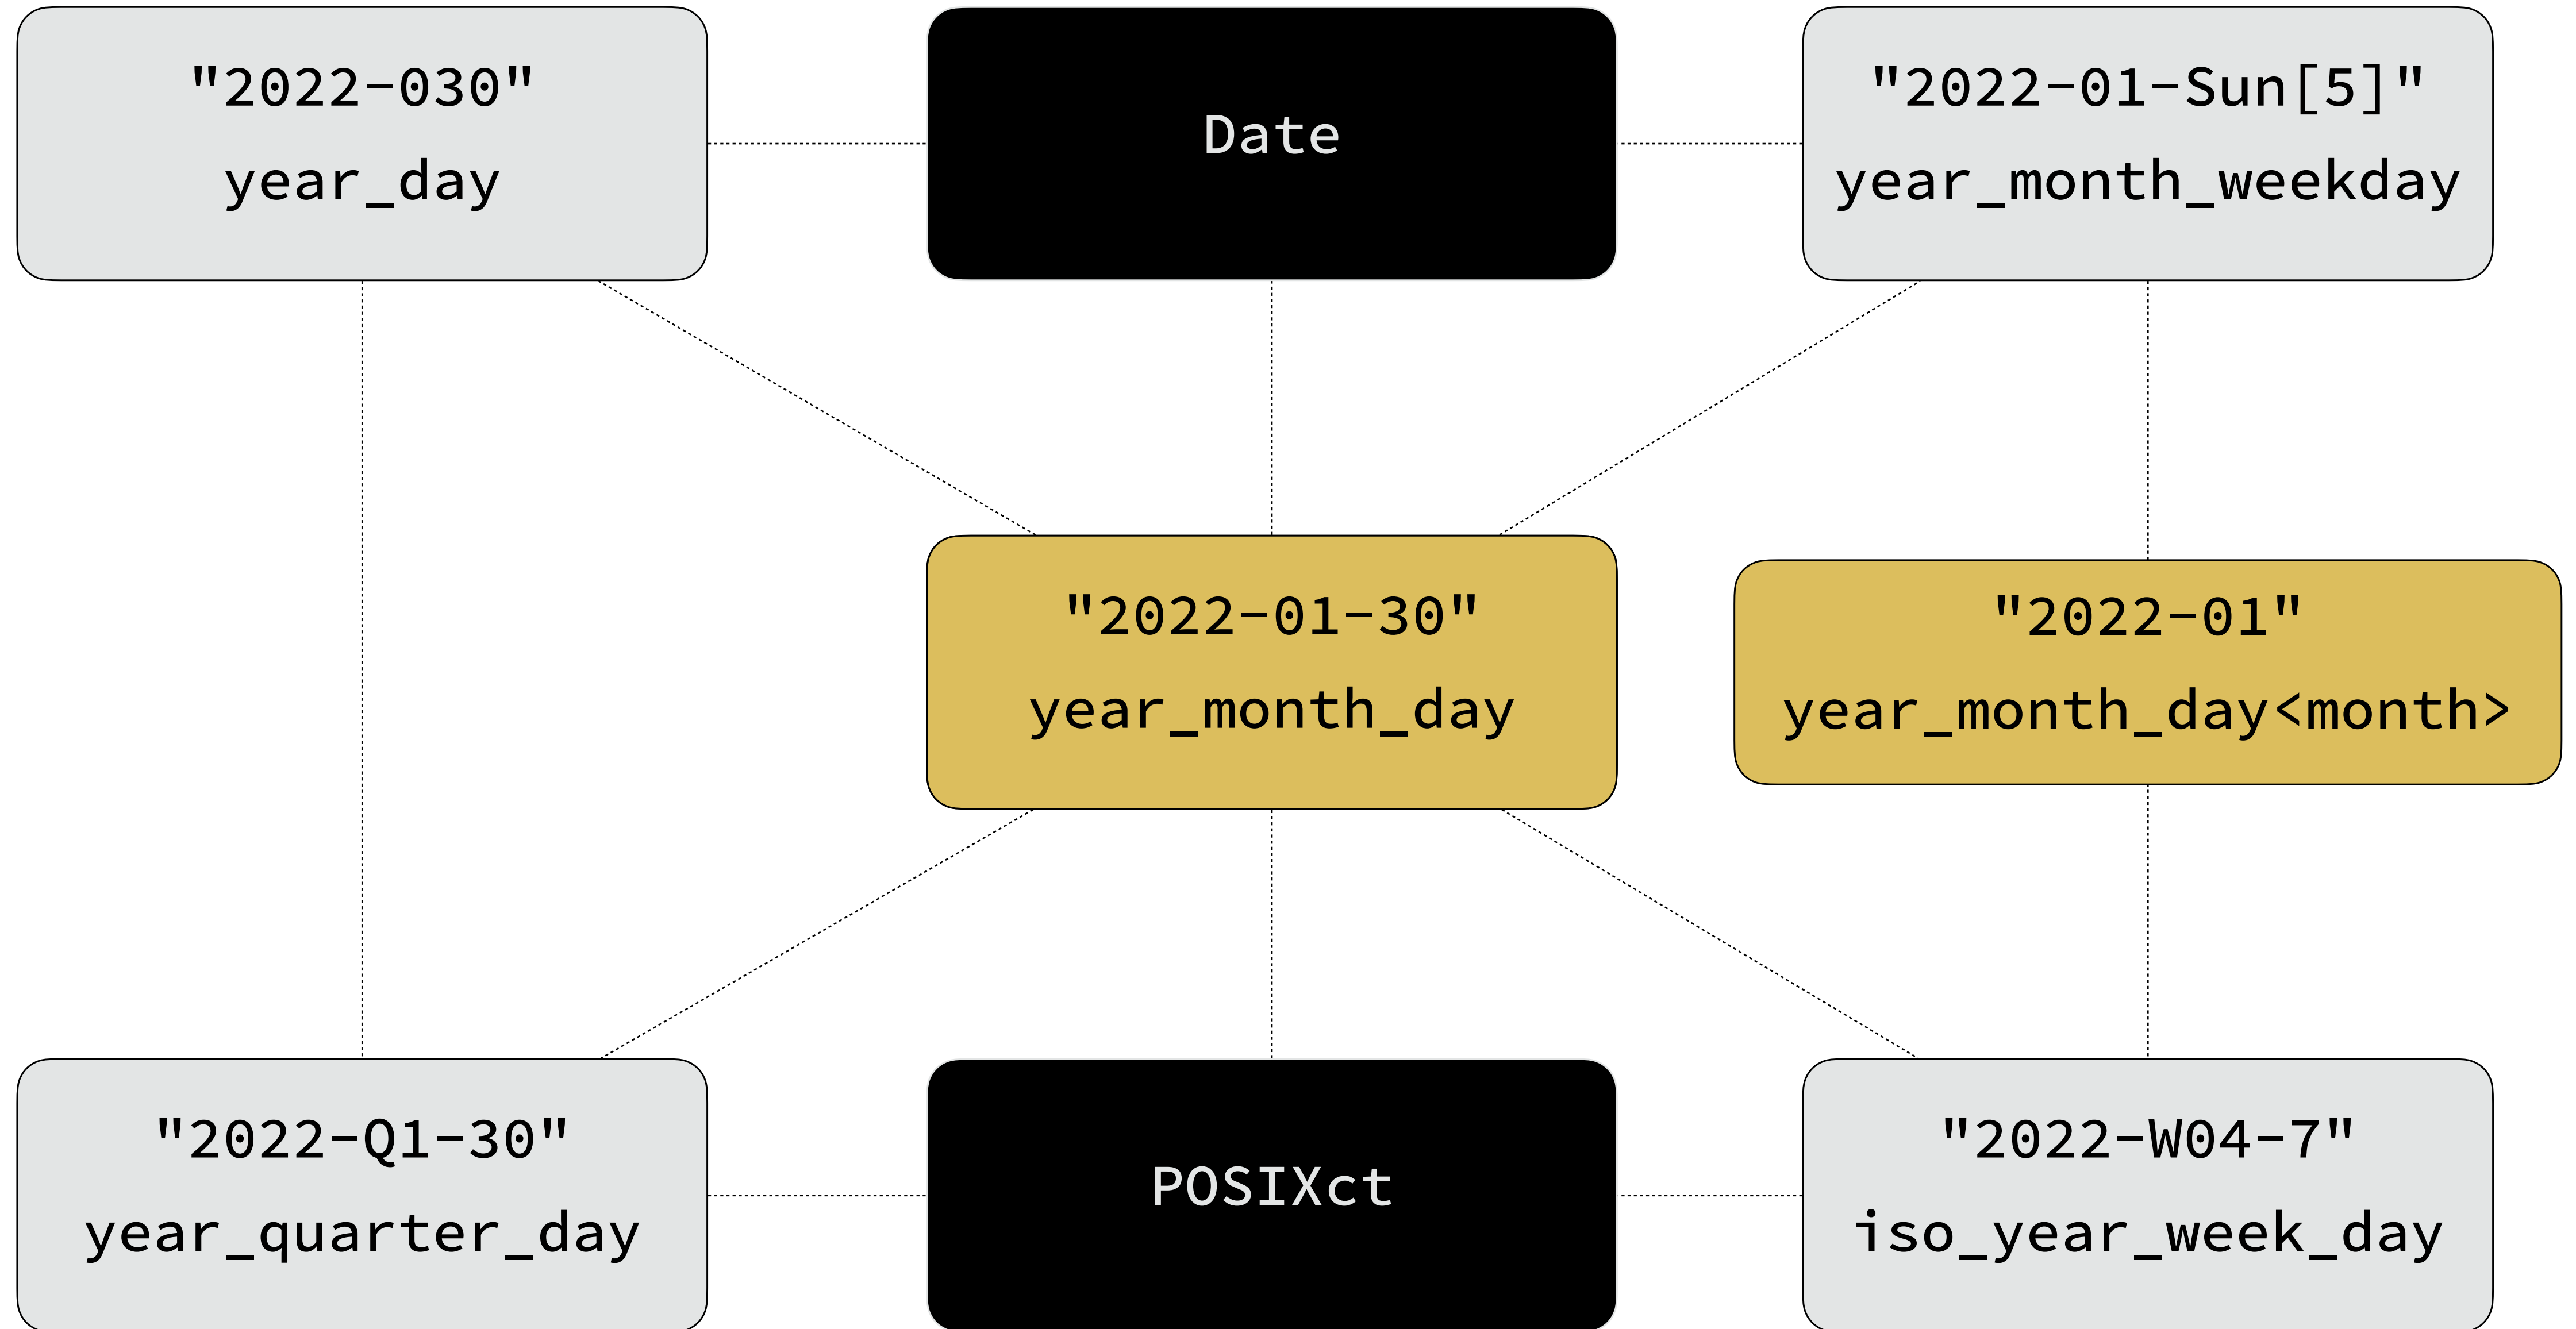 "2022-030"
year_day
Date
"2022-01-Sun[5]"
year_month_weekday
"2022-01-30"
year_month_day
"2022-01"
year_month_day<month>
"2022-Q1-30"
year_quarter_day
POSIXct
"2022-W04-7"
iso_year_week_day